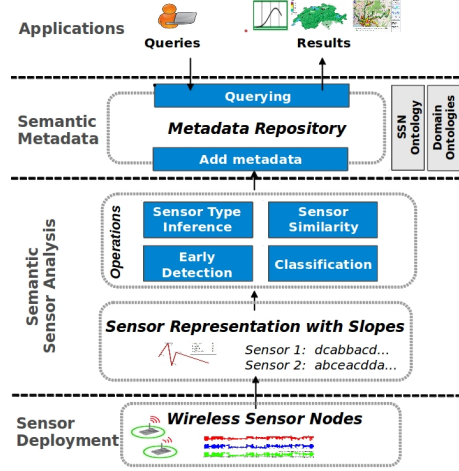 Applications
Queries
Results
Semantic
Metadata
Querying
Metadata Repository
Add metadata
SSN
Ontology
Domain
Ontologies
Semantic
Sensor Analysis
Operations
Sensor Type
Inference
Sensor
Similarity
Early
Detection
Classification
Sensor Representation with Slopes
Sensor 1: dcabbacd...
Sensor 2: abceacdda...
Sensor
Deployment
Wireless Sensor Nodes